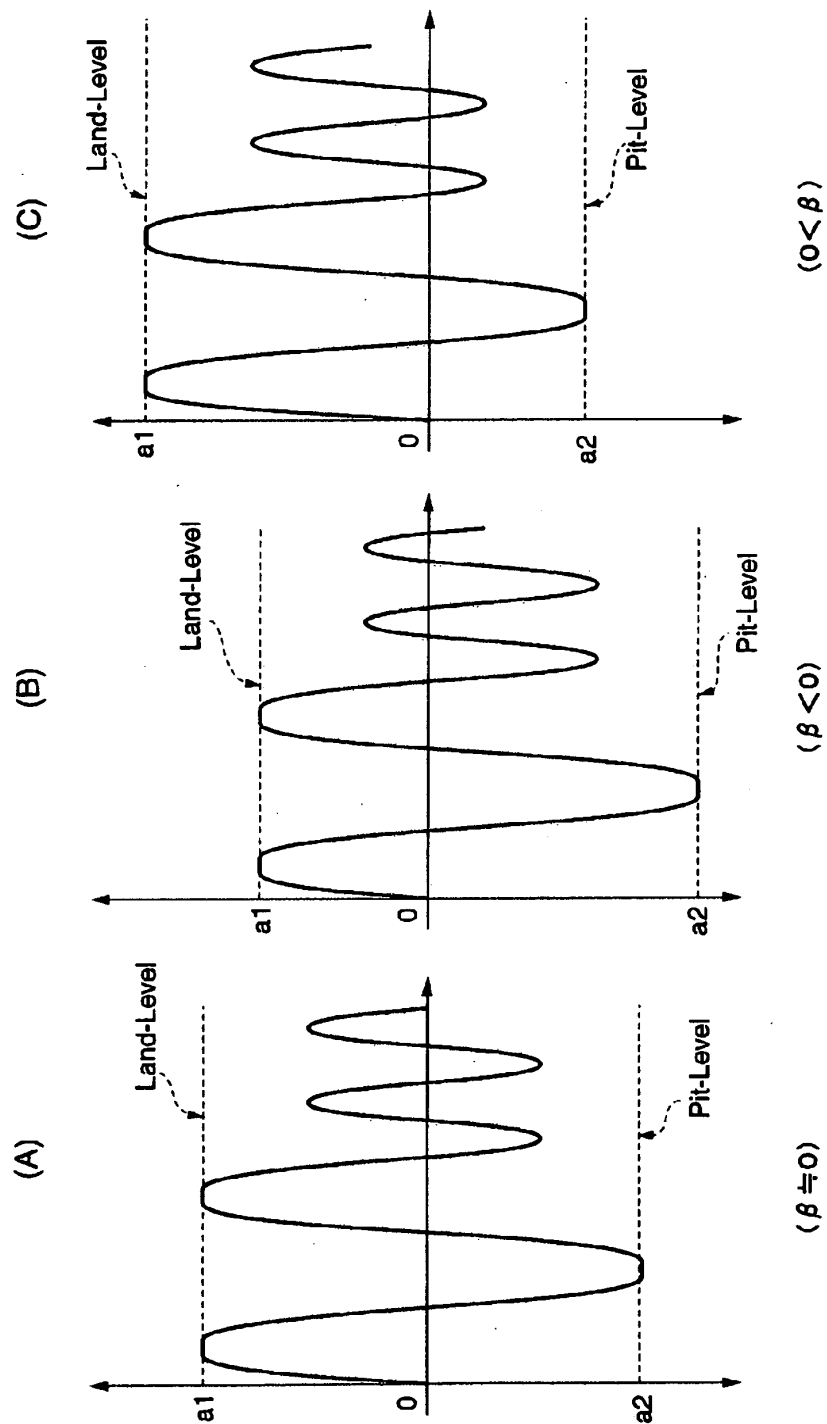 (A)
Land-Level
a1
0
a2
Pit-Level
(β≒0)
(B)
Land-Level
a1
0
a2
Pit-Level
(β<0)
(C)
Land-Level
a1
0
a2
Pit-Level
(0<β)